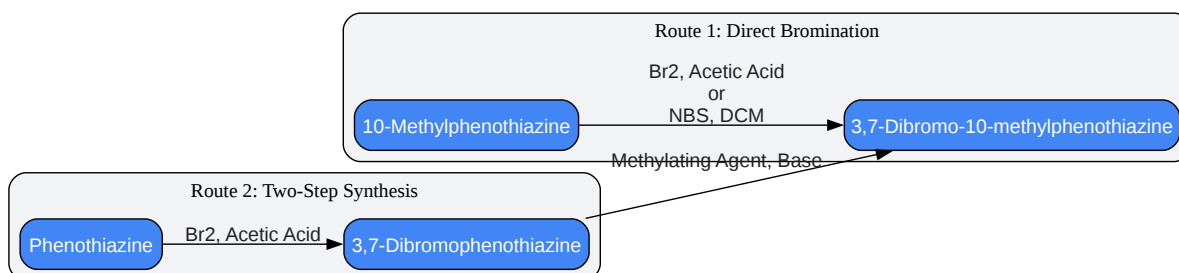 Route 1: Direct Bromination
Br2, Acetic Acid
or
NBS, DCM
10-Methylphenothiazine
3,7-Dibromo-10-methylphenothiazine
Methylating Agent, Base
Route 2: Two-Step Synthesis
Br2, Acetic Acid
Phenothiazine
3,7-Dibromophenothiazine